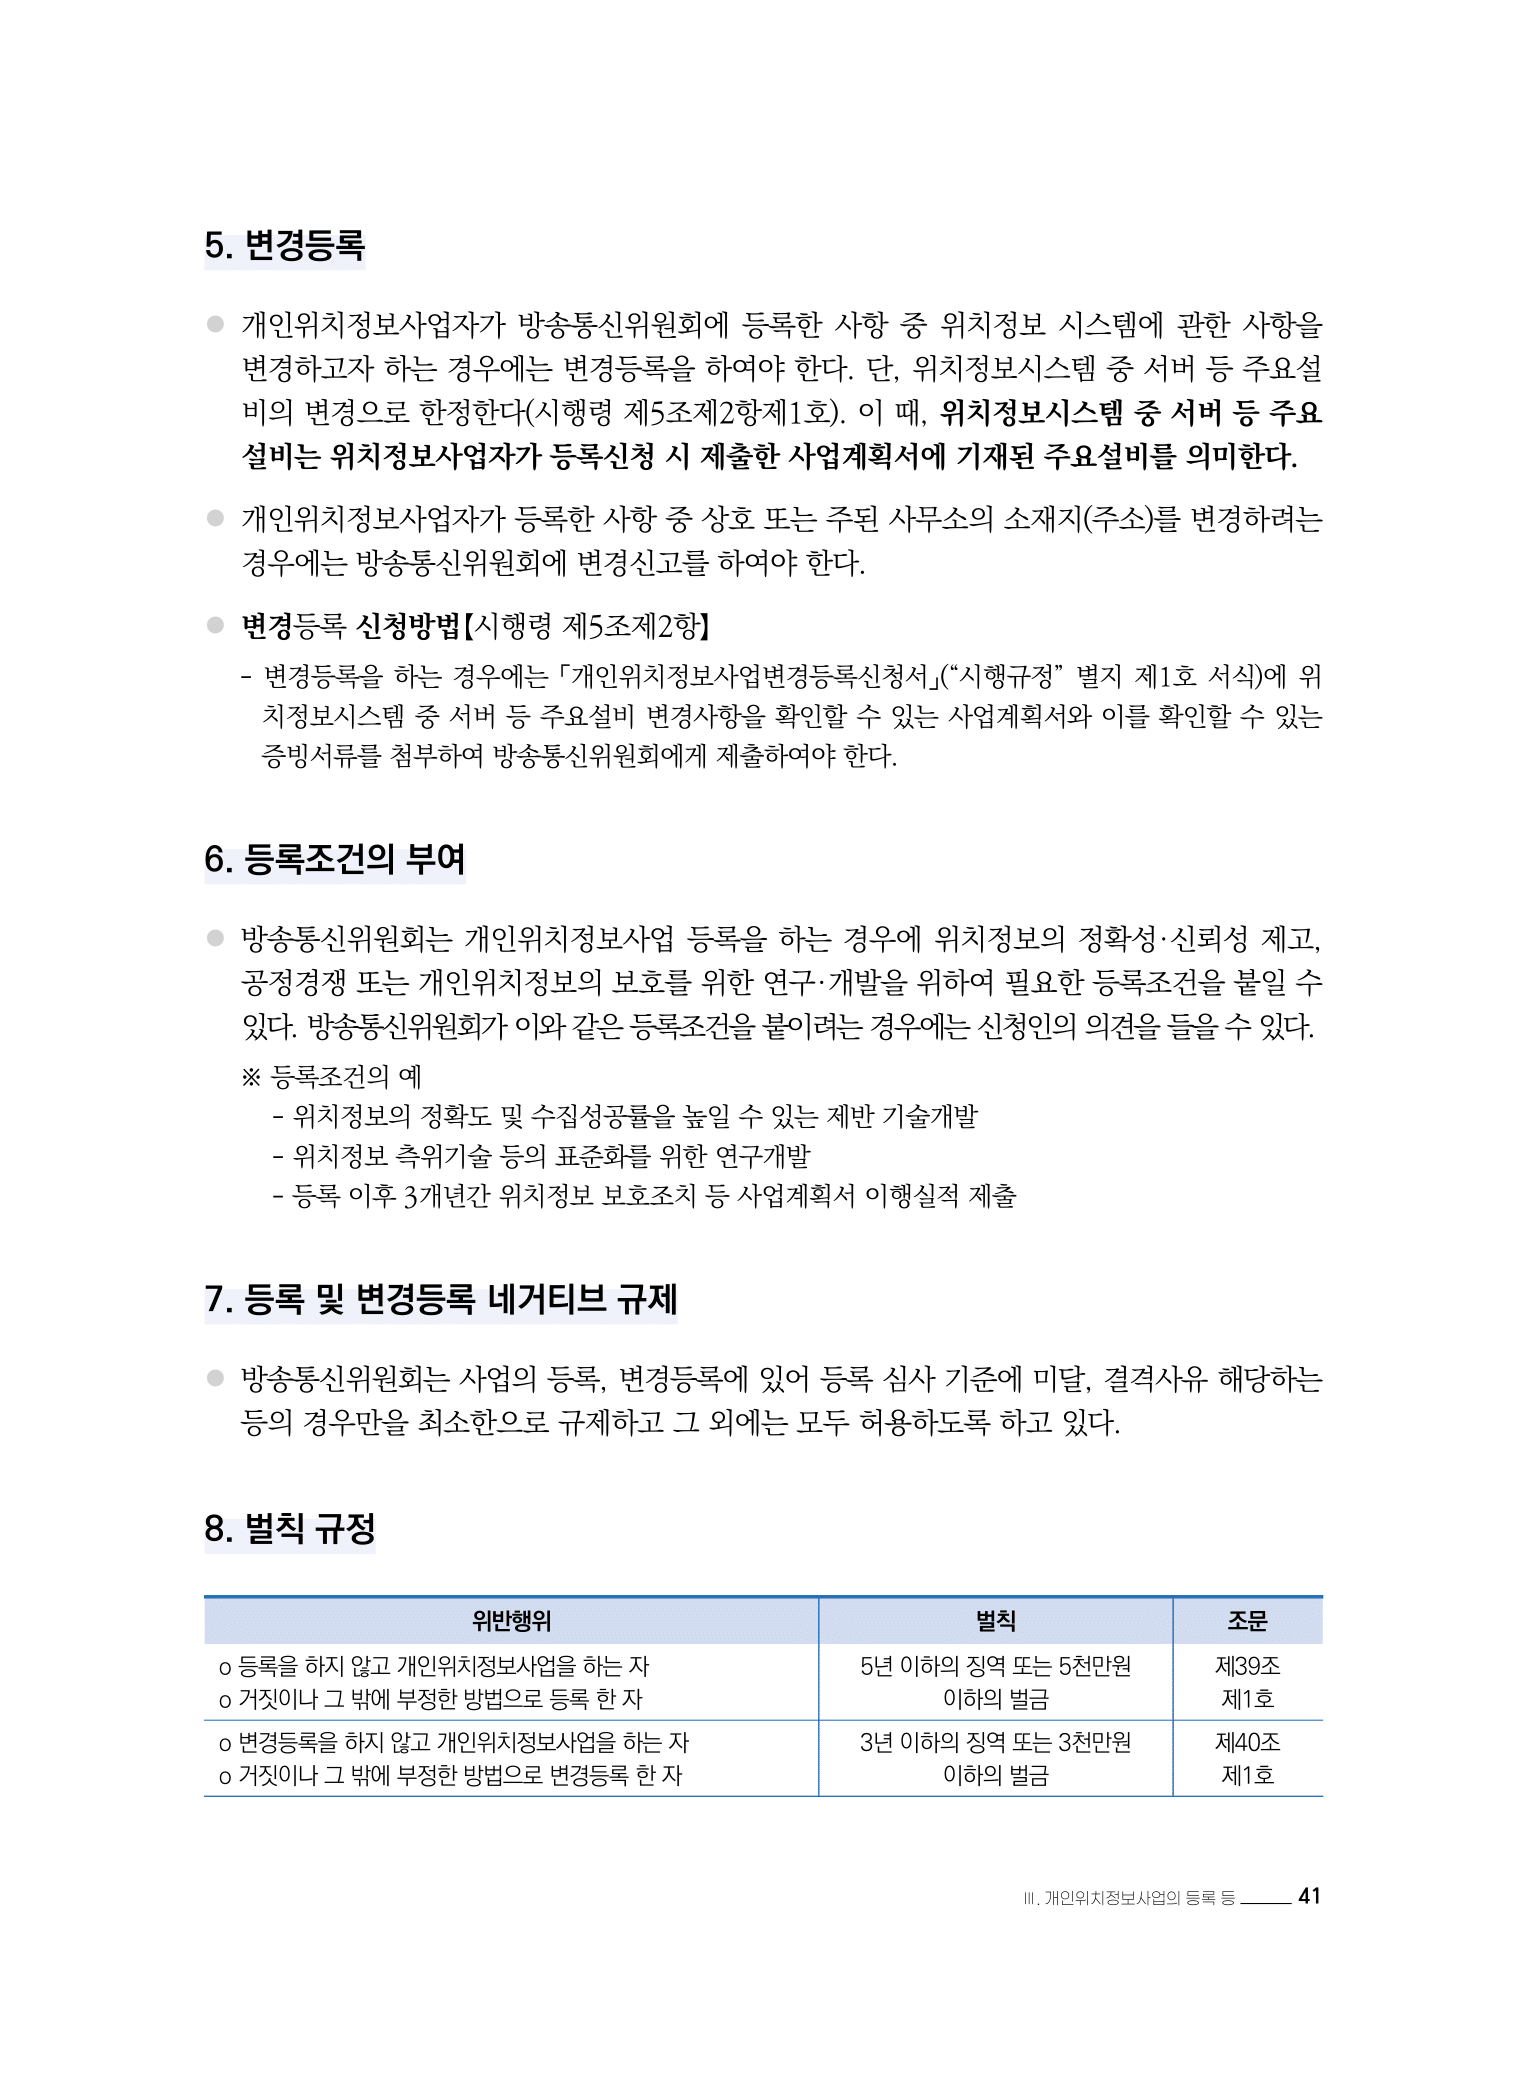 5. 변경등록
● 개인위치정보사업자가 방송통신위원회에 등록한 사항 중 위치정보 시스템에 관한 사항을
변경하고자 하는 경우에는 변경등록을 하여야 한다. 단, 위치정보시스템 중 서버 등 주요설
비의 변경으로 한정한다(시행령 제5조제2항제1호). 이 때, 위치정보시스템 중 서버 등 주요
설비는 위치정보사업자가 등록신청 시 제출한 사업계획서에 기재된 주요설비를 의미한다.
● 개인위치정보사업자가 등록한 사항 중 상호 또는 주된 사무소의 소재지(주소)를 변경하려는
경우에는 방송통신위원회에 변경신고를 하여야 한다.
● 변경등록 신청방법【시행령 제5조제2항】
- 변경등록을 하는 경우에는 「개인위치정보사업변경등록신청서」(“시행규정” 별지 제1호 서식)에 위
치정보시스템 중 서버 등 주요설비 변경사항을 확인할 수 있는 사업계획서와 이를 확인할 수 있는
증빙서류를 첨부하여 방송통신위원회에게 제출하여야 한다.
6. 등록조건의 부여
● 방송통신위원회는 개인위치정보사업 등록을 하는 경우에 위치정보의 정확성·신뢰성 제고,
공정경쟁 또는 개인위치정보의 보호를 위한 연구·개발을 위하여 필요한 등록조건을 붙일 수
있다. 방송통신위원회가 이와 같은 등록조건을 붙이려는 경우에는 신청인의 의견을 들을 수 있다.
※ 등록조건의 예
- 위치정보의 정확도 및 수집성공률을 높일 수 있는 제반 기술개발
- 위치정보 측위기술 등의 표준화를 위한 연구개발
- 등록 이후 3개년간 위치정보 보호조치 등 사업계획서 이행실적 제출
7. 등록 및 변경등록 네거티브 규제
● 방송통신위원회는 사업의 등록, 변경등록에 있어 등록 심사 기준에 미달, 결격사유 해당하는
등의 경우만을 최소한으로 규제하고 그 외에는 모두 허용하도록 하고 있다.
8. 벌칙 규정
위반행위 벌칙 조문
o 등록을 하지 않고 개인위치정보사업을 하는 자 5년 이하의 징역 또는 5천만원 제39조
o 거짓이나 그 밖에 부정한 방법으로 등록 한 자 이하의 벌금 제1호
o 변경등록을 하지 않고 개인위치정보사업을 하는 자 3년 이하의 징역 또는 3천만원 제40조
o 거짓이나 그 밖에 부정한 방법으로 변경등록 한 자 이하의 벌금 제1호
Ⅲ. 개인위치정보사업의 등록 등 41